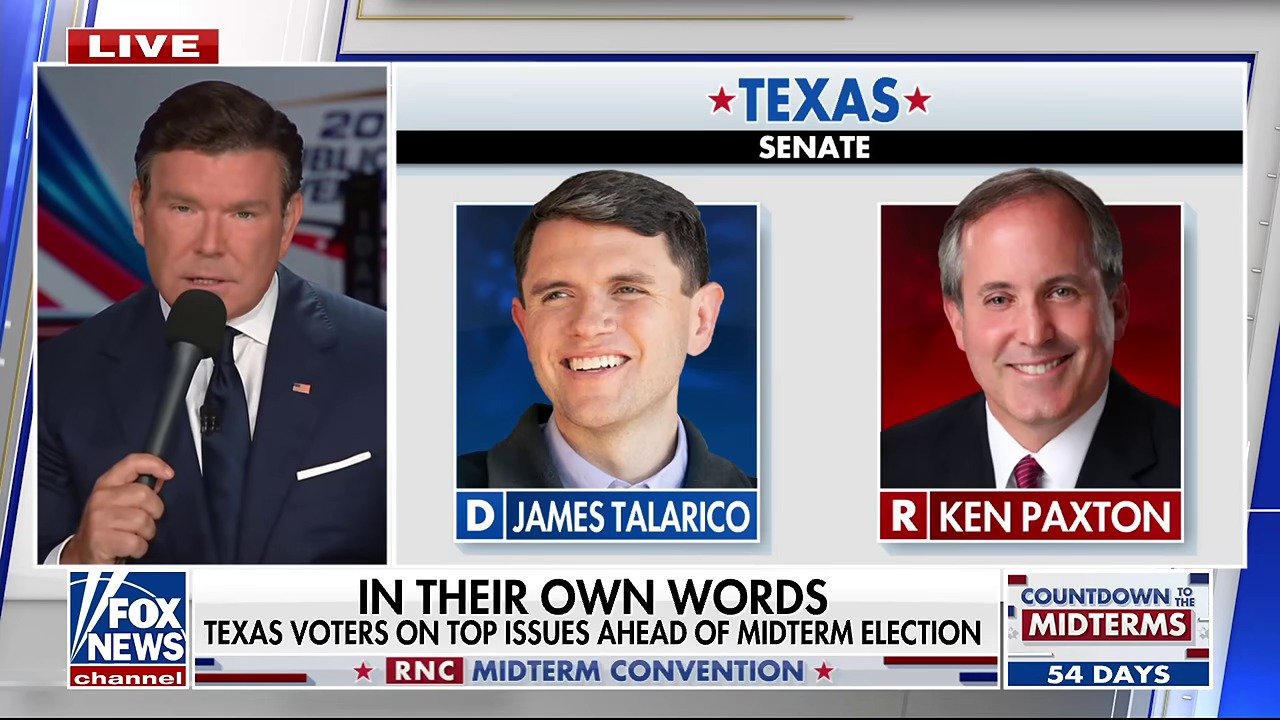 LIVE
★TEXAS★
SENATE
D JAMES TALARICO
R KEN PAXTON
FOX
NEWS
channel
IN THEIR OWN WORDS
TEXAS VOTERS ON TOP ISSUES AHEAD OF MIDTERM ELECTION
★ RNC MIDTERM CONVENTION ★
COUNTDOWN TO THE
MIDTERMS
54 DAYS